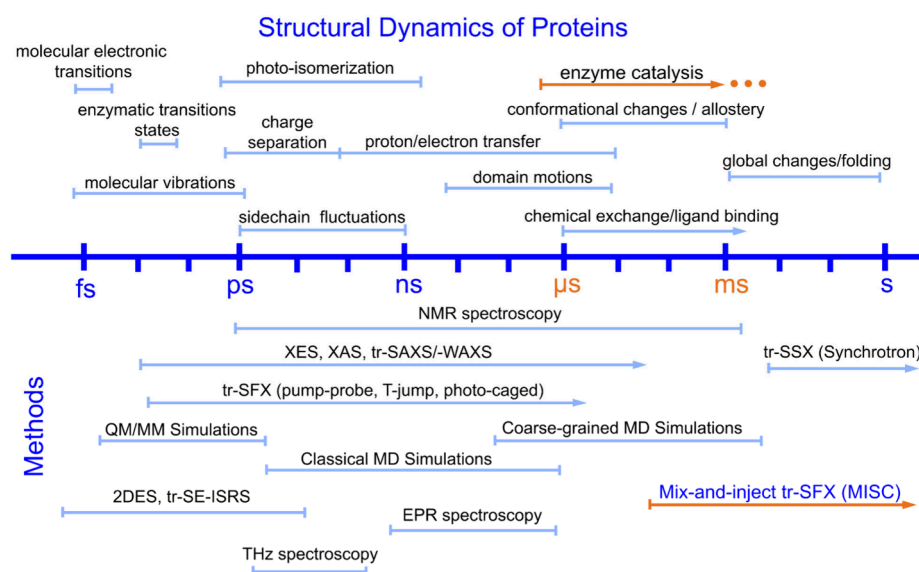 Structural Dynamics of Proteins
molecular electronic
transitions
photo-isomerization
enzyme catalysis
enzymatic transitions
states
charge
separation
proton/electron transfer
conformational changes / allostery
global changes/folding
molecular vibrations
domain motions
sidechain fluctuations
chemical exchange/ligand binding
fs ps ns µs ms s
Methods
NMR spectroscopy
XES, XAS, tr-SAXS/-WAXS
tr-SSX (Synchrotron)
tr-SFX (pump-probe, T-jump, photo-caged)
QM/MM Simulations
Coarse-grained MD Simulations
Classical MD Simulations
2DES, tr-SE-ISRS
Mix-and-inject tr-SFX (MISC)
EPR spectroscopy
THz spectroscopy